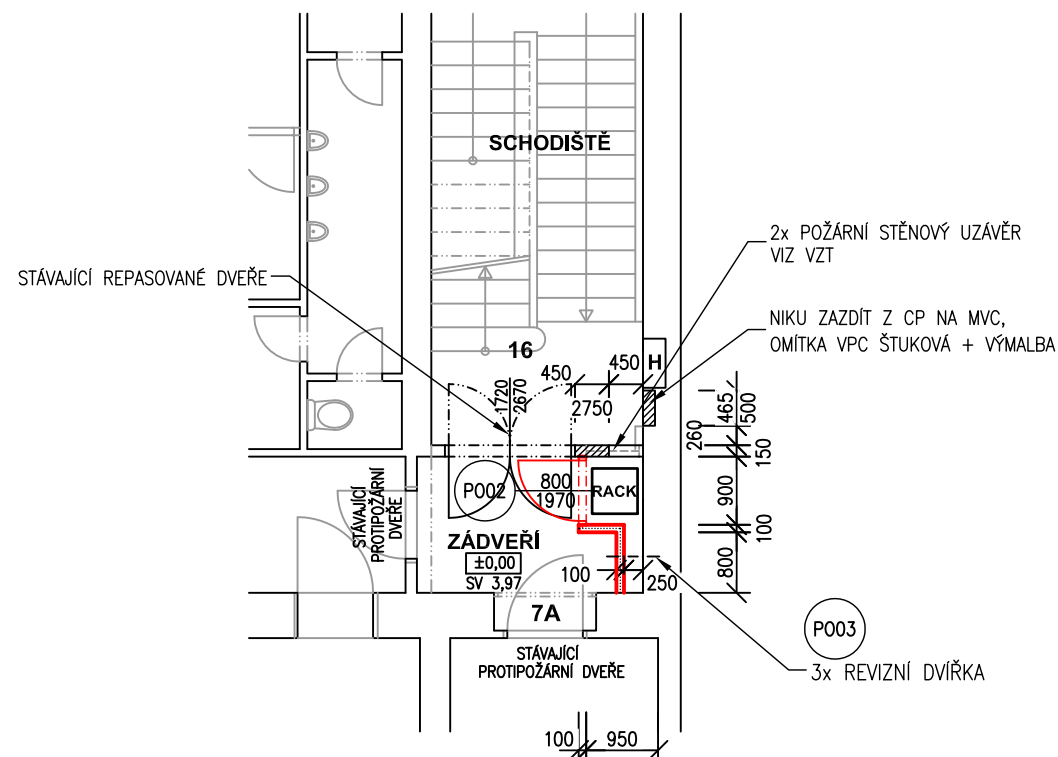 SCHODIŠTĚ
2x POŽÁRNÍ STĚNOVÝ UZÁVĚR
VIZ VZT
STÁVAJÍCÍ REPASOVANÉ DVEŘE
NIKU ZAZDÍT Z CP NA MVC,
OMÍTKA VPC ŠTUKOVÁ + VÝMALBA
16
H
450
450
1720
2670
2750
465
500
260
150
P002
800
1970
RACK
900
STÁVAJÍCÍ
PROTIPOŽÁRNÍ
DVEŘE
ZÁDVEŘÍ
±0,00
SV 3,97
100
100
250
800
7A
P003
STÁVAJÍCÍ
PROTIPOŽÁRNÍ DVEŘE
3x REVIZNÍ DVÍŘKA
100
950